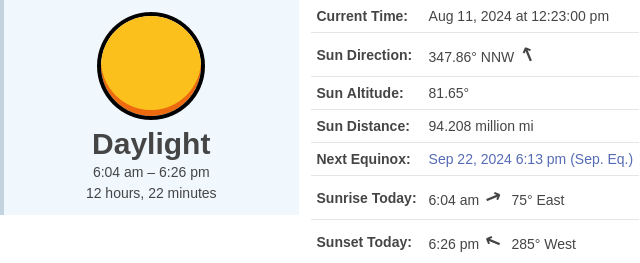 Daylight
6:04 am – 6:26 pm
12 hours, 22 minutes
Current Time: Aug 11, 2024 at 12:23:00 pm
Sun Direction: 347.86° NNW
Sun Altitude: 81.65°
Sun Distance: 94.208 million mi
Next Equinox: Sep 22, 2024 6:13 pm (Sep. Eq.)
Sunrise Today: 6:04 am 75° East
Sunset Today: 6:26 pm 285° West